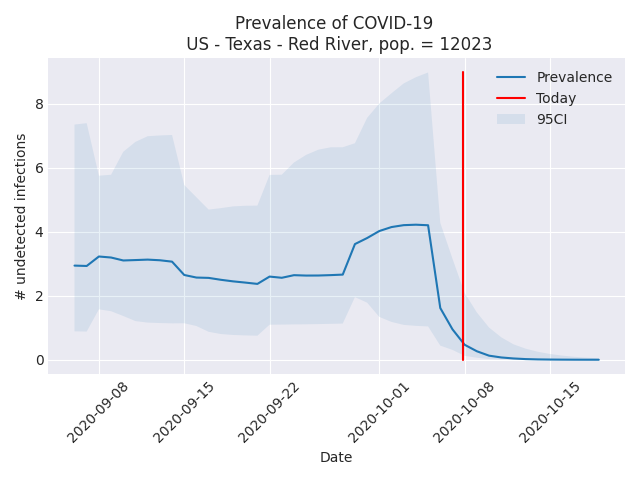 Prevalence of COVID-19
US - Texas - Red River, pop. = 12023
Prevalence
Today
95CI
# undetected infections
8
6
4
2
0
2020-09-08
2020-09-15
2020-09-22
2020-10-01
2020-10-08
2020-10-15
Date